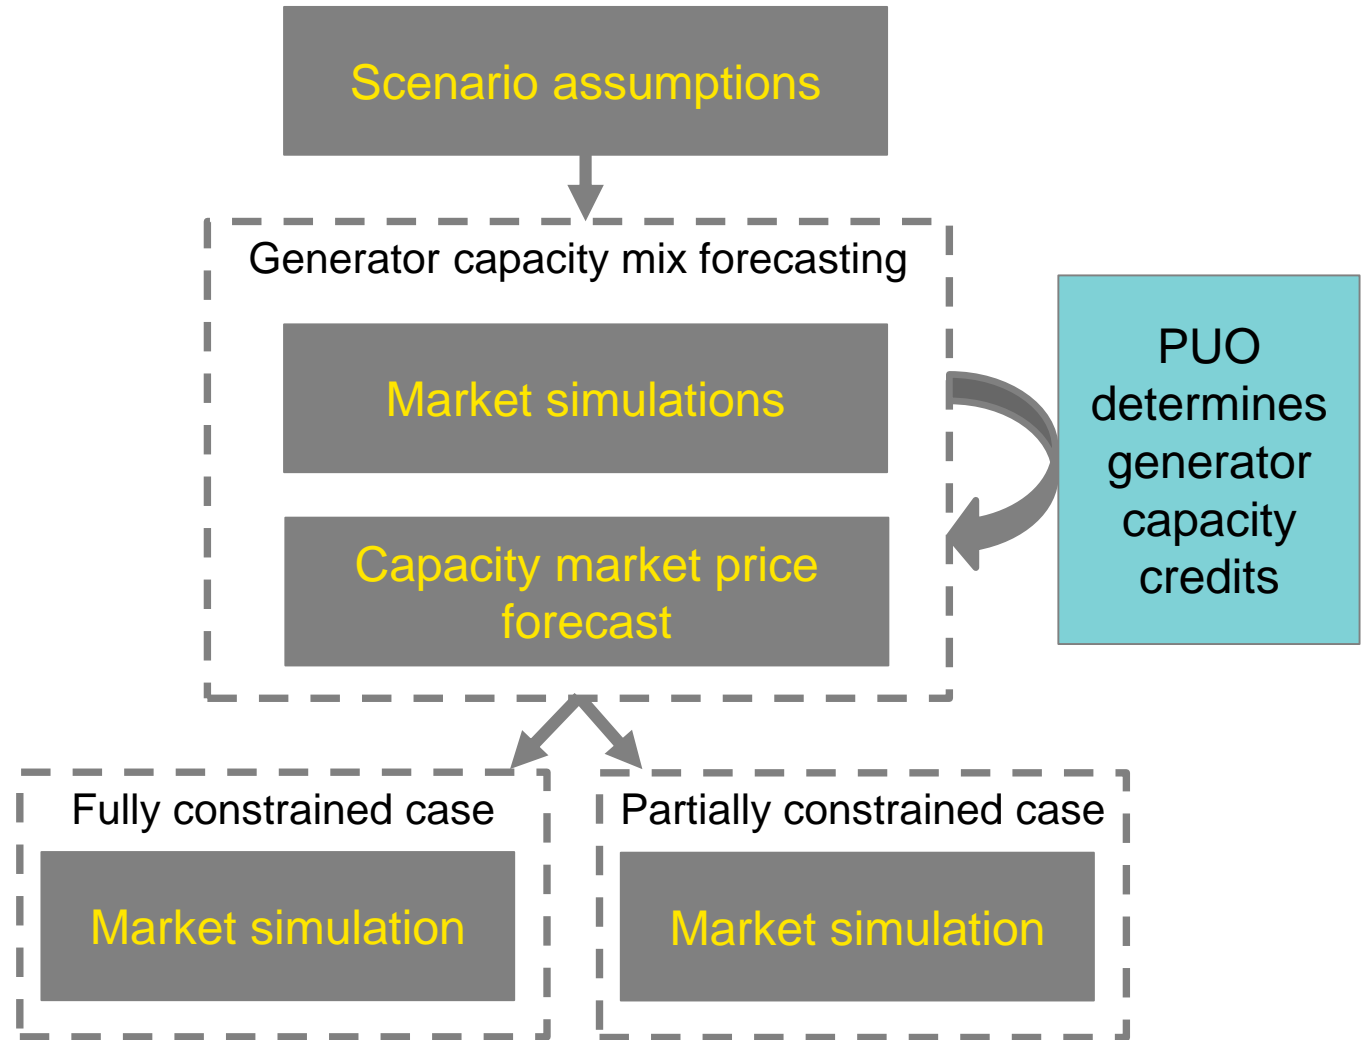 Scenario assumptions
Generator capacity mix forecasting
Market simulations
Capacity market price
forecast
PUO
determines
generator
capacity
credits
Fully constrained case
Market simulation
Partially constrained case
Market simulation